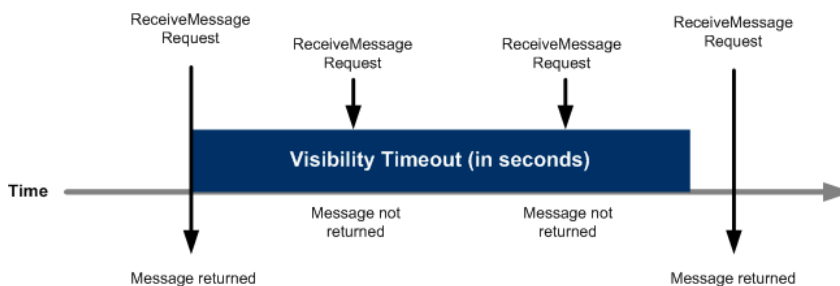 ReceiveMessage
Request
ReceiveMessage
Request
ReceiveMessage
Request
ReceiveMessage
Request
Visibility Timeout (in seconds)
Time
Message not
returned
Message not
returned
Message returned
Message returned